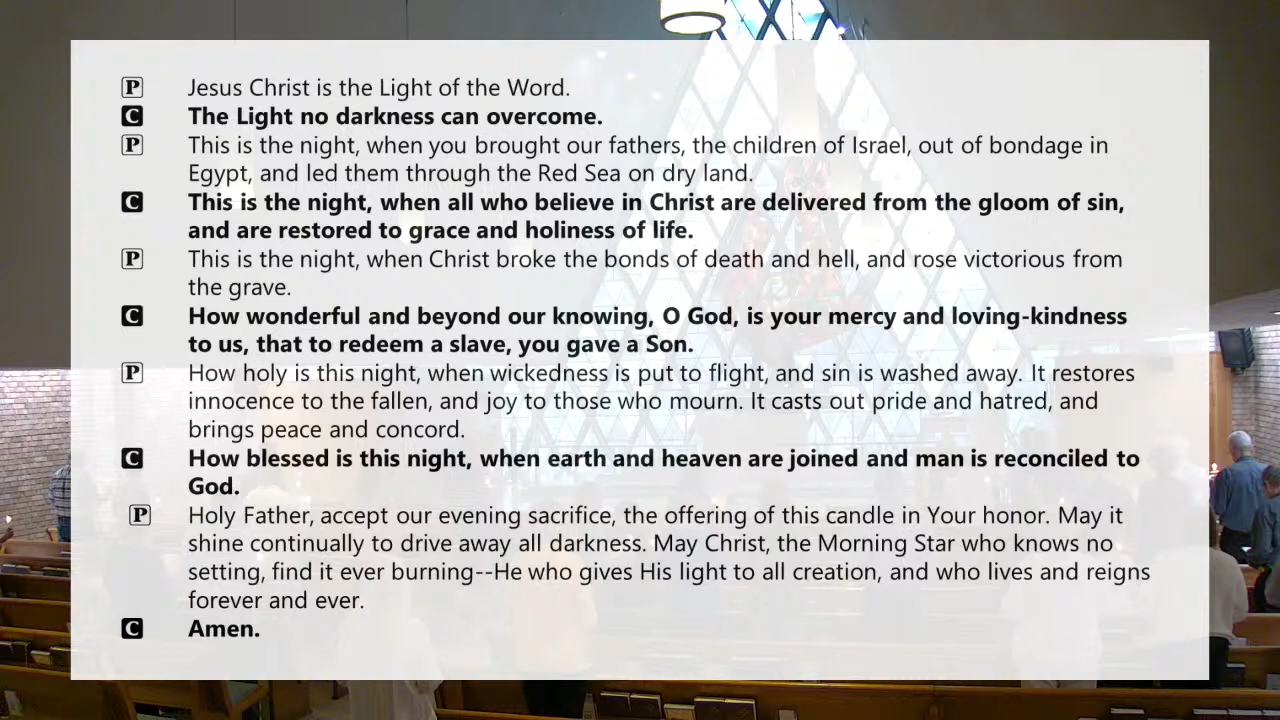 P Jesus Christ is the Light of the Word.
C The Light no darkness can overcome.
P This is the night, when you brought our fathers, the children of Israel, out of bondage in
Egypt, and led them through the Red Sea on dry land.
C This is the night, when all who believe in Christ are delivered from the gloom of sin,
and are restored to grace and holiness of life.
P This is the night, when Christ broke the bonds of death and hell, and rose victorious from
the grave.
C How wonderful and beyond our knowing, O God, is your mercy and loving-kindness
to us, that to redeem a slave, you gave a Son.
P How holy is this night, when wickedness is put to flight, and sin is washed away. It restores
innocence to the fallen, and joy to those who mourn. It casts out pride and hatred, and
brings peace and concord.
C How blessed is this night, when earth and heaven are joined and man is reconciled to
God.
P Holy Father, accept our evening sacrifice, the offering of this candle in Your honor. May it
shine continually to drive away all darkness. May Christ, the Morning Star who knows no
setting, find it ever burning--He who gives His light to all creation, and who lives and reigns
forever and ever.
C Amen.